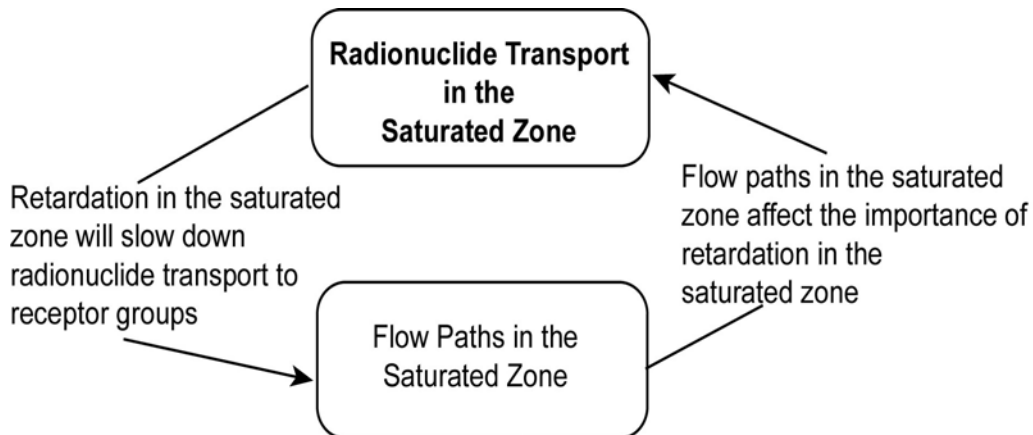 Radionuclide Transport
in the
Saturated Zone
Retardation in the saturated
zone will slow down
radionuclide transport to
receptor groups
Flow paths in the saturated
zone affect the importance of
retardation in the
saturated zone
Flow Paths in the
Saturated Zone